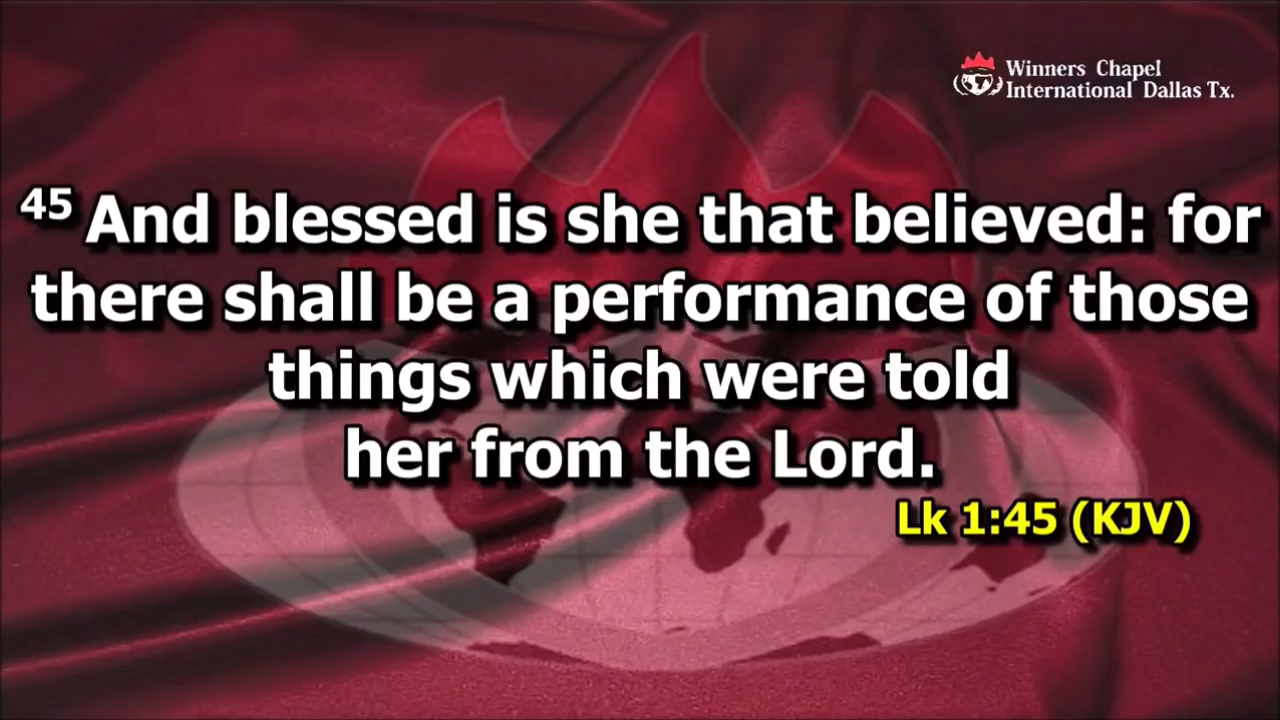 Winners Chapel
International Dallas Tx.
45 And blessed is she that believed: for
there shall be a performance of those
things which were told
her from the Lord.
Lk 1:45 (KJV)